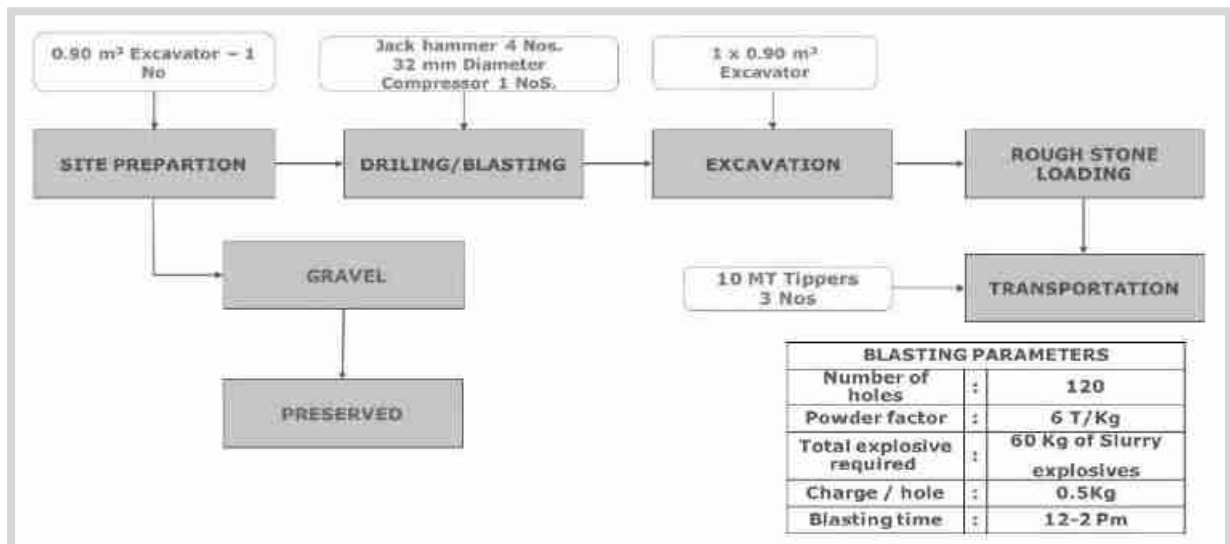 0.90 m³ Excavator – 1
No
Jack hammer 4 Nos.
32 mm Diameter
Compressor 1 NoS.
1 x 0.90 m³
Excavator
SITE PREPARTION
DRILING/BLASTING
EXCAVATION
ROUGH STONE
LOADING
GRAVEL
10 MT Tippers
3 Nos
TRANSPORTATION
PRESERVED
BLASTING PARAMETERS
Number of
holes : 120
Powder factor : 6 T/Kg
Total explosive
required : 60 Kg of Slurry
explosives
Charge / hole : 0.5Kg
Blasting time : 12-2 Pm